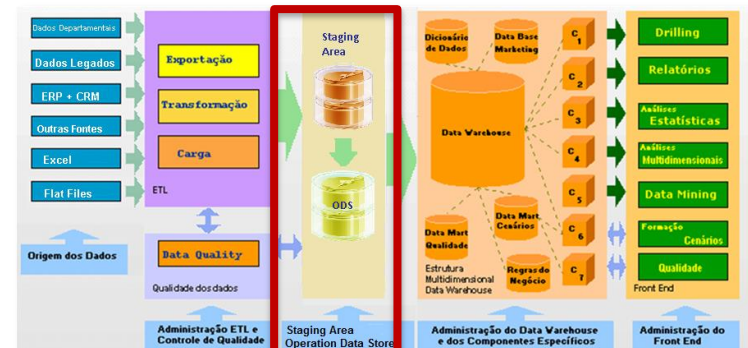 Dados Departamentais
Dados Legados
ERP + CRM
Outras Fontes
Excel
Flat Files
Origem dos Dados
Exportação
Transformação
Carga
ETL
Data Quality
Qualidade dos dados
Administração ETL e
Controle de Qualidade
Staging
Area
ODS
Staging Area
Operation Data Store
Dicionário
de Dados
Data Base
Marketing
Data Warehouse
Data Mart
Qualidade
Data Mart,
Cenários
Regras do
Negócio
Estrutura
Multidimensional
Data Warehouse
C1
C2
C3
C4
C5
C6
C7
Administração do Data Warehouse
e dos Componentes Específicos
Drilling
Relatórios
Análises
Estatísticas
Análises
Multidimensionais
Data Mining
Formação
Cenários
Qualidade
Front End
Administração do
Front End